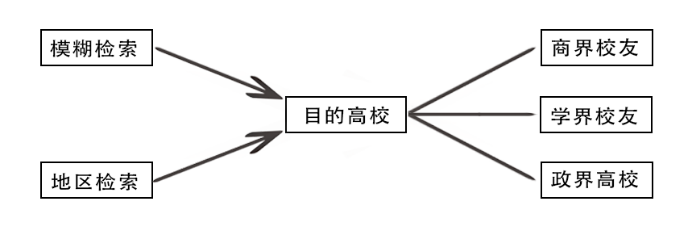 模糊检索
商界校友
目的高校
学界校友
地区检索
政界高校